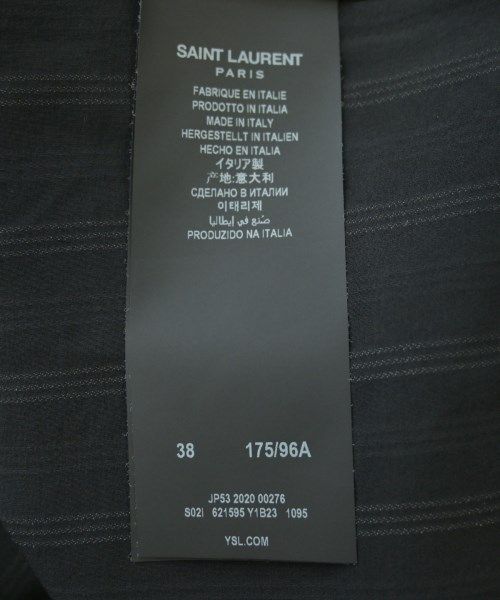 SAINT LAURENT
PARIS
FABRIQUE EN ITALIE
PRODOTTO IN ITALIA
MADE IN ITALY
HERGESTELLT IN ITALIEN
HECHO EN ITALIA
イタリア製
产地:意大利
СДЕЛАНО В ИТАЛИИ
이태리제
صنع في إيطاليا
PRODUZIDO NA ITALIA
38 175/96A
JP53 2020 00276
S02I 621595 Y1B23 1095
YSL.COM